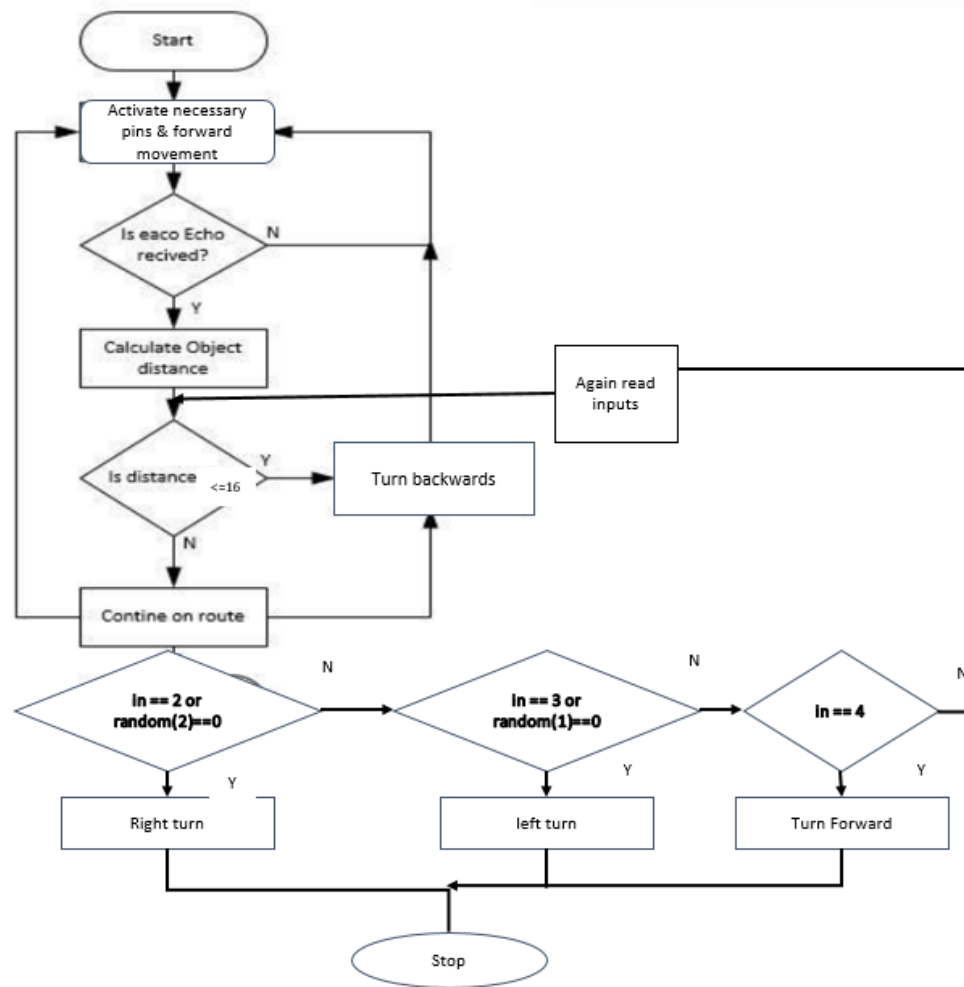 Start
Activate necessary
pins & forward
movement
Is eaco Echo
recived?
N
Y
Calculate Object
distance
Again read
inputs
Is distance
<=16
Y
Turn backwards
N
Contine on route
in == 2 or
random(2)==0
N
in == 3 or
random(1)==0
N
in == 4
N
Y
Right turn
Y
left turn
Y
Turn Forward
Stop